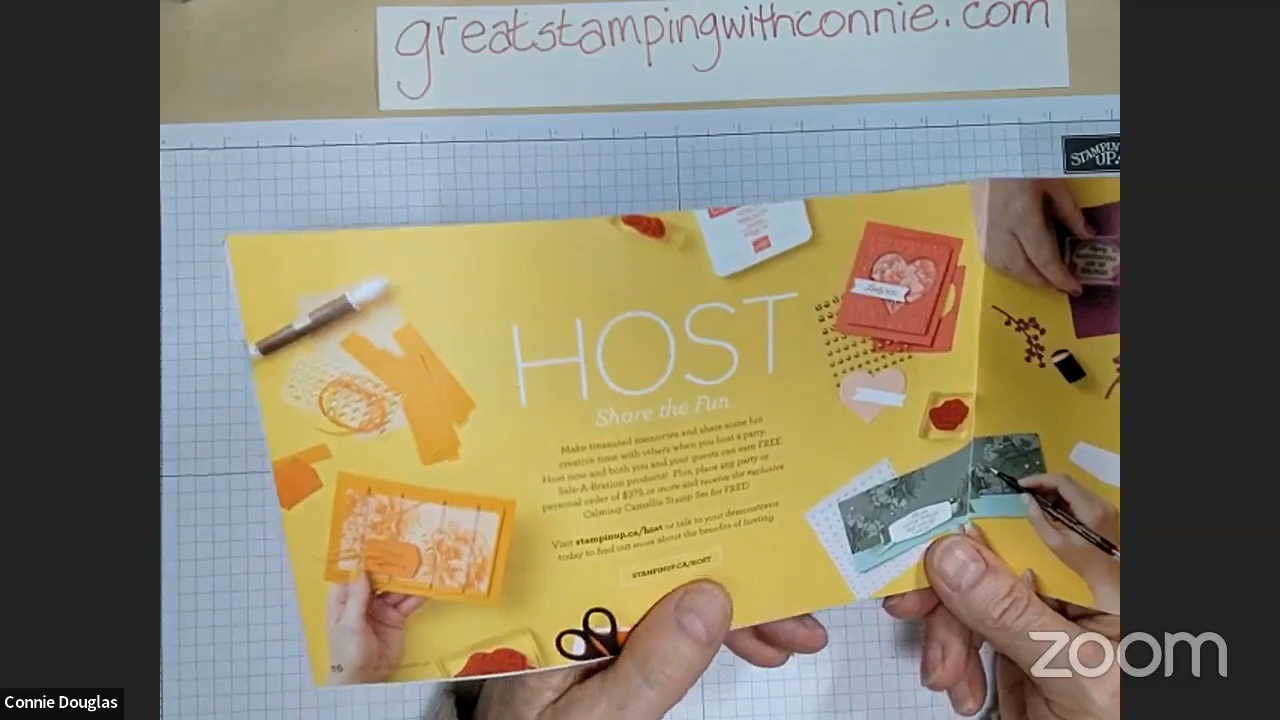 greatstampingwithconnie.com
STAMPIN' UP!
HOST
Share the Fun
Make treasured memories and share some fun
creative time with others when you host a party.
Host now and both you and your guests can earn FREE
Sale-A-Bration products! Plus, place any party or
personal order of $375 or more and receive the exclusive
Calming Camellia Stamp Set for FREE!
Visit stampinup.ca/host or talk to your demonstrator
today to find out more about the benefits of hosting.
STAMPINUP.CA/HOST
16
zoom
Connie Douglas